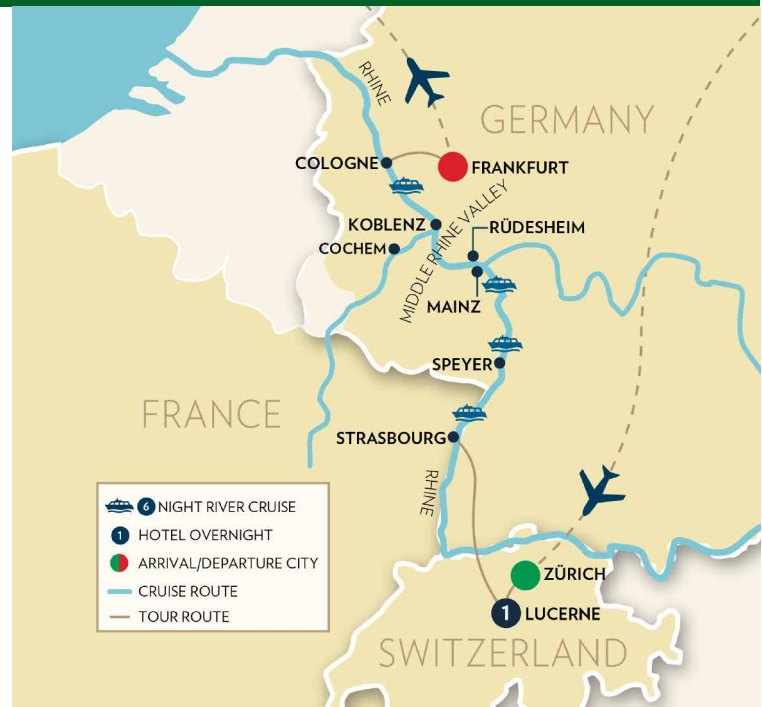 RHINE
GERMANY
COLOGNE
FRANKFURT
MIDDLE RHINE VALLEY
KOBLENZ
RÜDESHEIM
COCHEM
MAINZ
SPEYER
FRANCE
STRASBOURG
RHINE
6 NIGHT RIVER CRUISE
1 HOTEL OVERNIGHT
ARRIVAL/DEPARTURE CITY
CRUISE ROUTE
TOUR ROUTE
ZÜRICH
1 LUCERNE
SWITZERLAND